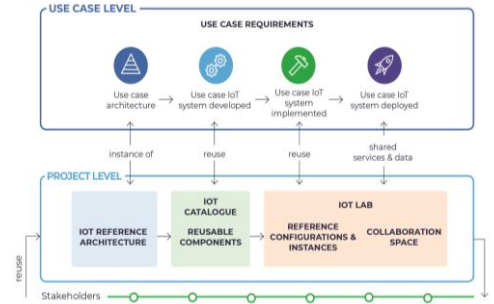 USE CASE LEVEL
USE CASE REQUIREMENTS
Use case
architecture
Use case IoT
system developed
Use case IoT
system
implemented
Use case IoT
system deployed
instance of
reuse
reuse
shared
services & data
PROJECT LEVEL
IOT REFERENCE
ARCHITECTURE
IOT
CATALOGUE
REUSABLE
COMPONENTS
IOT LAB
REFERENCE
CONFIGURATIONS &
INSTANCES
COLLABORATION
SPACE
reuse
Stakeholders